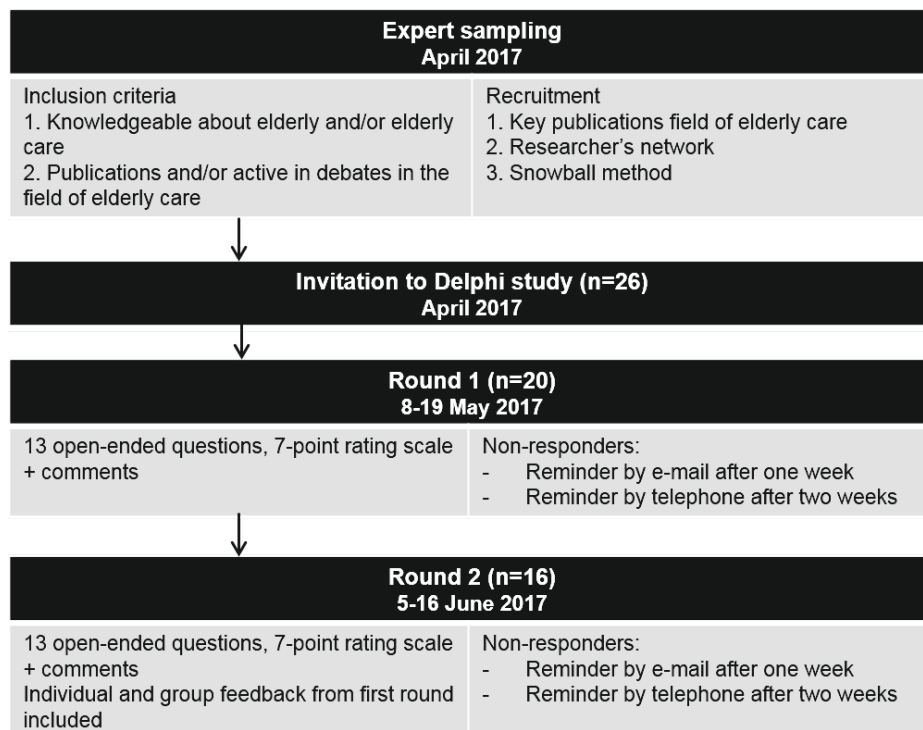 Expert sampling
April 2017
Inclusion criteria
1. Knowledgeable about elderly and/or elderly
care
2. Publications and/or active in debates in the
field of elderly care
Recruitment
1. Key publications field of elderly care
2. Researcher's network
3. Snowball method
Invitation to Delphi study (n=26)
April 2017
Round 1 (n=20)
8-19 May 2017
13 open-ended questions, 7-point rating scale
+ comments
Non-responders:
- Reminder by e-mail after one week
- Reminder by telephone after two weeks
Round 2 (n=16)
5-16 June 2017
13 open-ended questions, 7-point rating scale
+ comments
Individual and group feedback from first round
included
Non-responders:
- Reminder by e-mail after one week
- Reminder by telephone after two weeks